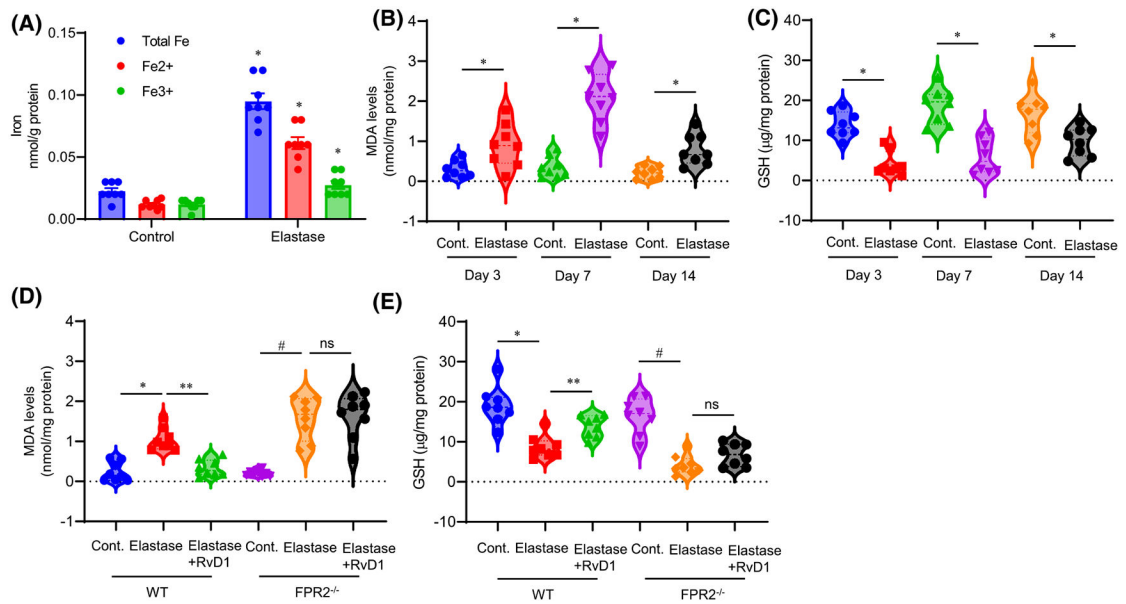 (A)
Iron
nmol/g protein
0.15
0.10
0.05
0.00
Total Fe
Fe2+
Fe3+
*
*
*
Control
Elastase
(B)
MDA levels
(nmol/mg protein)
4
3
2
1
0
-1
*
*
*
Cont. Elastase Cont. Elastase Cont. Elastase
Day 3 Day 7 Day 14
(C)
GSH (µg/mg protein)
40
30
20
10
0
-10
*
*
*
Cont. Elastase Cont. Elastase Cont. Elastase
Day 3 Day 7 Day 14
(D)
MDA levels
(nmol/mg protein)
4
3
2
1
0
-1
* ** # ns
Cont. Elastase Elastase Cont. Elastase Elastase
+RvD1 +RvD1
WT FPR2-/-
(E)
GSH (µg/mg protein)
40
30
20
10
0
-10
* ** # ns
Cont. Elastase Elastase Cont. Elastase Elastase
+RvD1 +RvD1
WT FPR2-/-